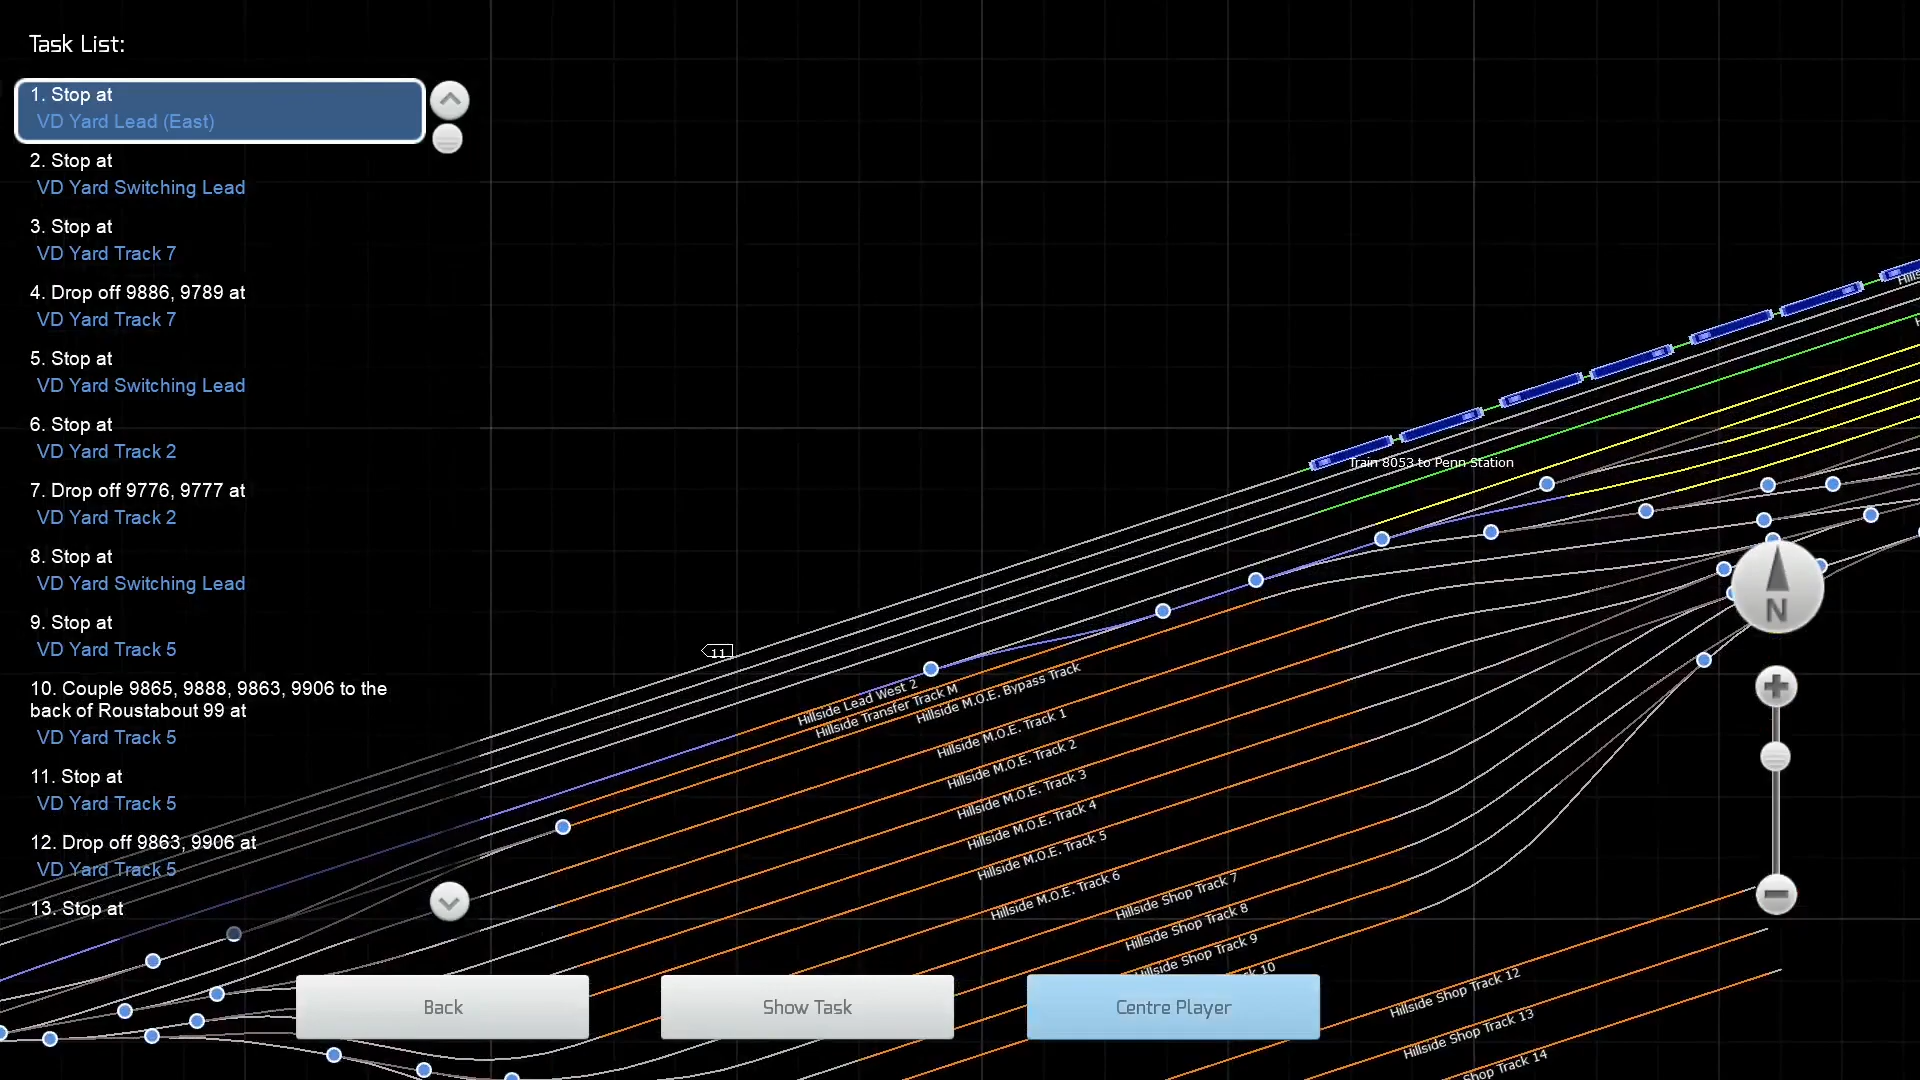 Task List:
1. Stop at
VD Yard Lead (East)
2. Stop at
VD Yard Switching Lead
3. Stop at
VD Yard Track 7
4. Drop off 9886, 9789 at
VD Yard Track 7
5. Stop at
VD Yard Switching Lead
6. Stop at
VD Yard Track 2
7. Drop off 9776, 9777 at
VD Yard Track 2
8. Stop at
VD Yard Switching Lead
9. Stop at
VD Yard Track 5
10. Couple 9865, 9888, 9863, 9906 to the
back of Roustabout 99 at
VD Yard Track 5
11. Stop at
VD Yard Track 5
12. Drop off 9863, 9906 at
VD Yard Track 5
13. Stop at
Train 8053 to Penn Station
11
Hillside Lead West 2
Hillside Transfer Track M
Hillside M.O.E. Bypass Track
Hillside M.O.E. Track 1
Hillside M.O.E. Track 2
Hillside M.O.E. Track 3
Hillside M.O.E. Track 4
Hillside M.O.E. Track 5
Hillside M.O.E. Track 6
Hillside Shop Track 7
Hillside Shop Track 8
Hillside Shop Track 9
10
Hillside Shop Track 12
Hillside Shop Track 13
Shop Track 14
N
Back
Show Task
Centre Player